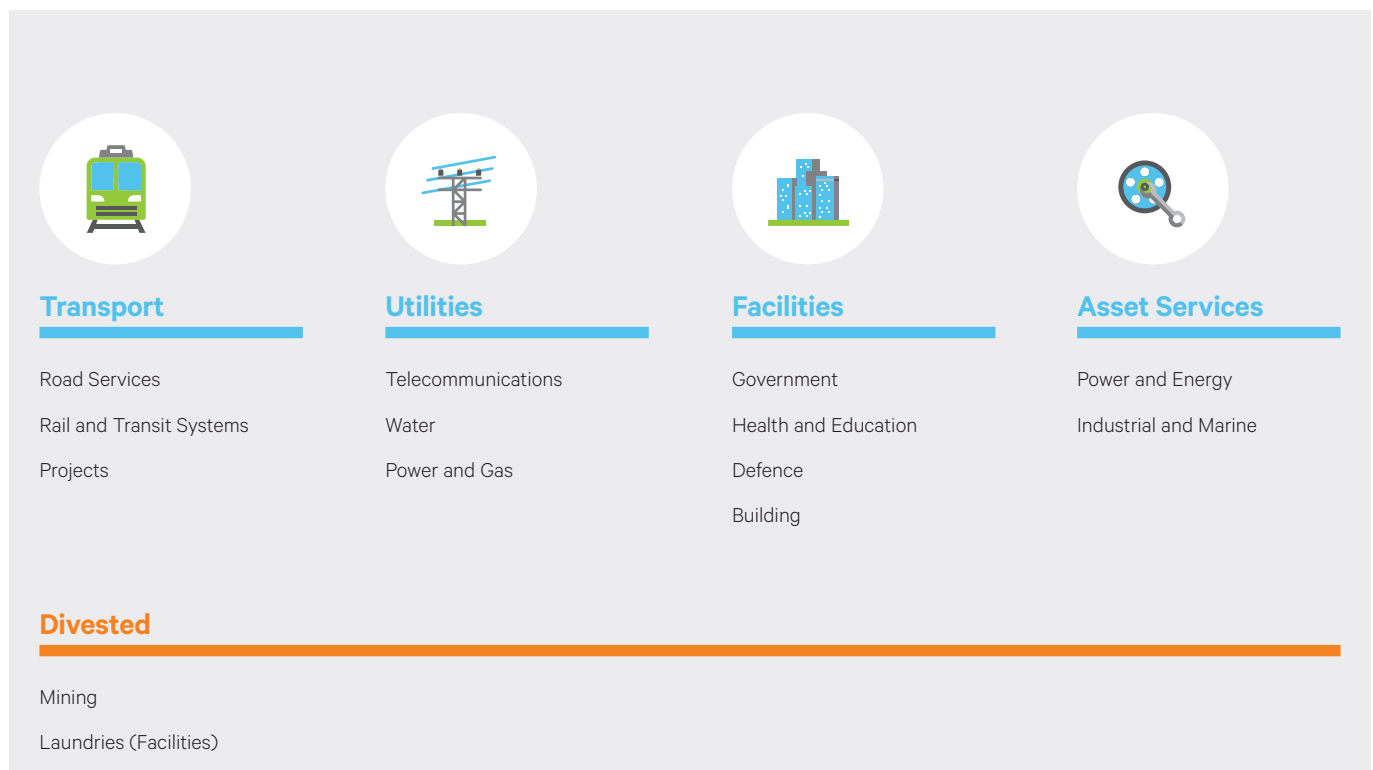 Transport
Road Services
Rail and Transit Systems
Projects
Utilities
Telecommunications
Water
Power and Gas
Facilities
Government
Health and Education
Defence
Building
Asset Services
Power and Energy
Industrial and Marine
Divested
Mining
Laundries (Facilities)